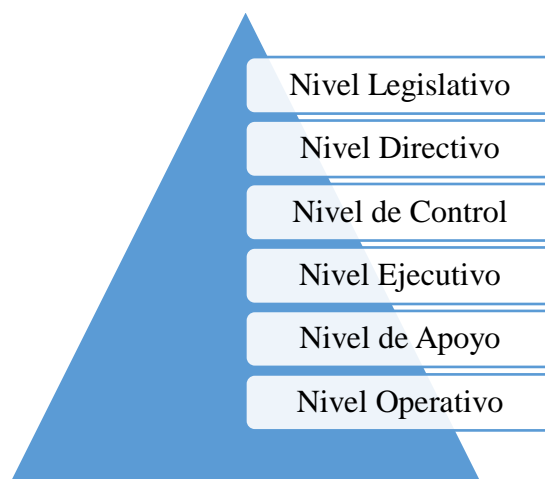 Nivel Legislativo
Nivel Directivo
Nivel de Control
Nivel Ejecutivo
Nivel de Apoyo
Nivel Operativo